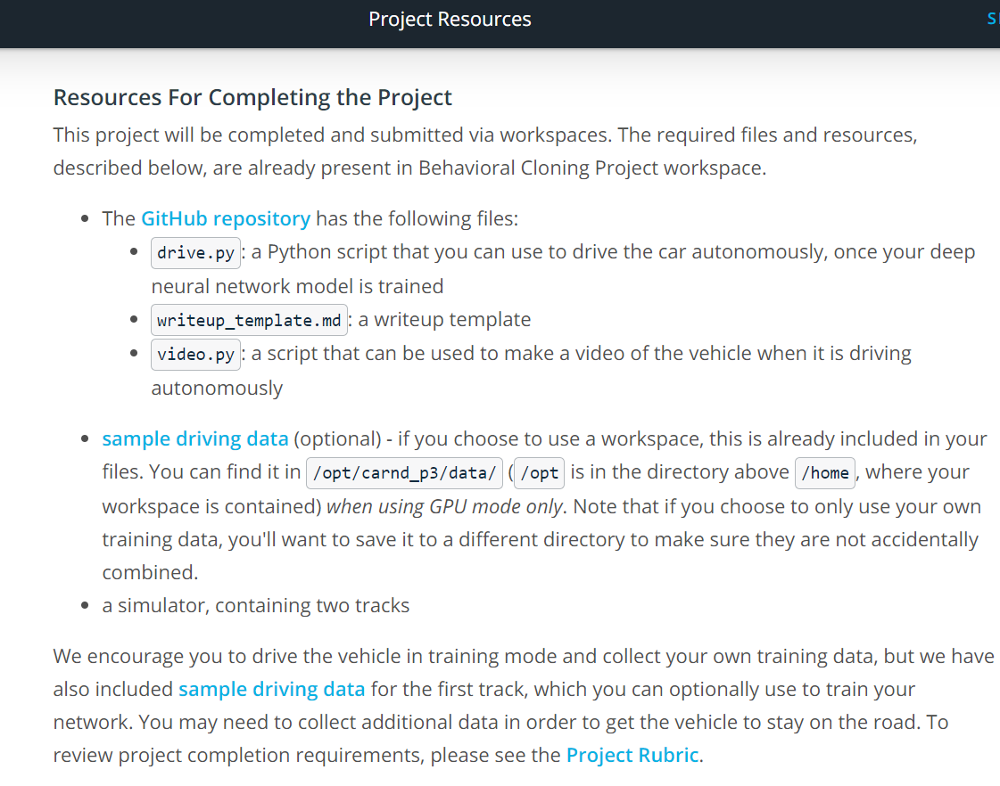 Project Resources
Resources For Completing the Project
This project will be completed and submitted via workspaces. The required files and resources,
described below, are already present in Behavioral Cloning Project workspace.
The GitHub repository has the following files:
drive.py: a Python script that you can use to drive the car autonomously, once your deep
neural network model is trained
writeup_template.md: a writeup template
video.py: a script that can be used to make a video of the vehicle when it is driving
autonomously
sample driving data (optional) - if you choose to use a workspace, this is already included in your
files. You can find it in /opt/carnd_p3/data/ (/opt is in the directory above /home, where your
workspace is contained) when using GPU mode only. Note that if you choose to only use your own
training data, you'll want to save it to a different directory to make sure they are not accidentally
combined.
a simulator, containing two tracks
We encourage you to drive the vehicle in training mode and collect your own training data, but we have
also included sample driving data for the first track, which you can optionally use to train your
network. You may need to collect additional data in order to get the vehicle to stay on the road. To
review project completion requirements, please see the Project Rubric.